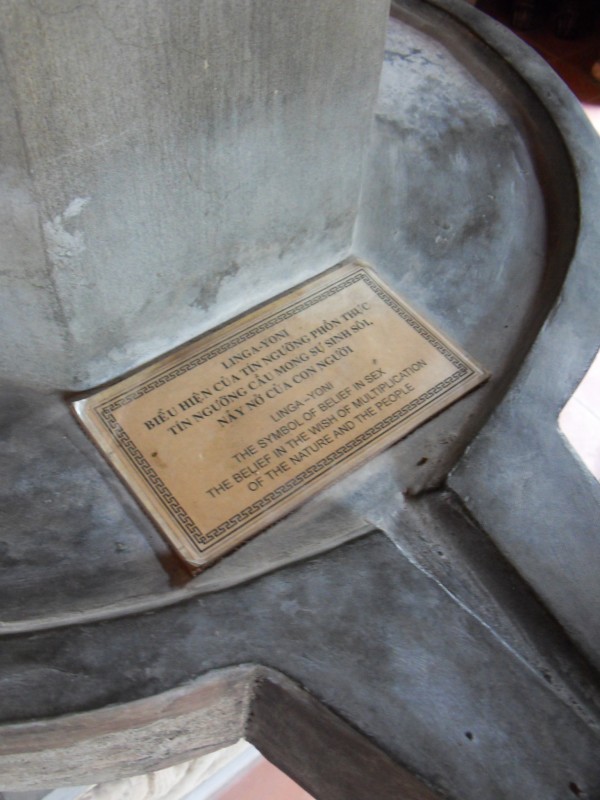 LINGA-YONI
BIỂU HIỆN CỦA TÍN NGƯỠNG PHỒN THỰC
TÍN NGƯỠNG CẦU MONG SỰ SINH SÔI,
NẢY NỞ CỦA CON NGƯỜI
LINGA -YONI
THE SYMBOL OF BELIEF IN SEX
THE BELIEF IN THE WISH OF MULTIPLICATION
OF THE NATURE AND THE PEOPLE